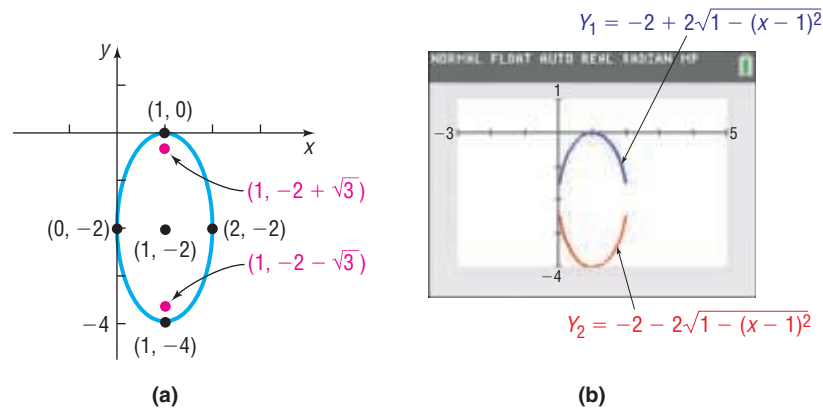 y
(1, 0)
x
(1, −2 + √3)
(0, −2)
(2, −2)
(1, −2)
(1, −2 − √3)
−4
(1, −4)
(a)
Y₁ = −2 + 2√1 − (x − 1)²
NORMAL FLOAT AUTO REAL RADIAN MP
1
−3
5
−4
Y₂ = −2 − 2√1 − (x − 1)²
(b)